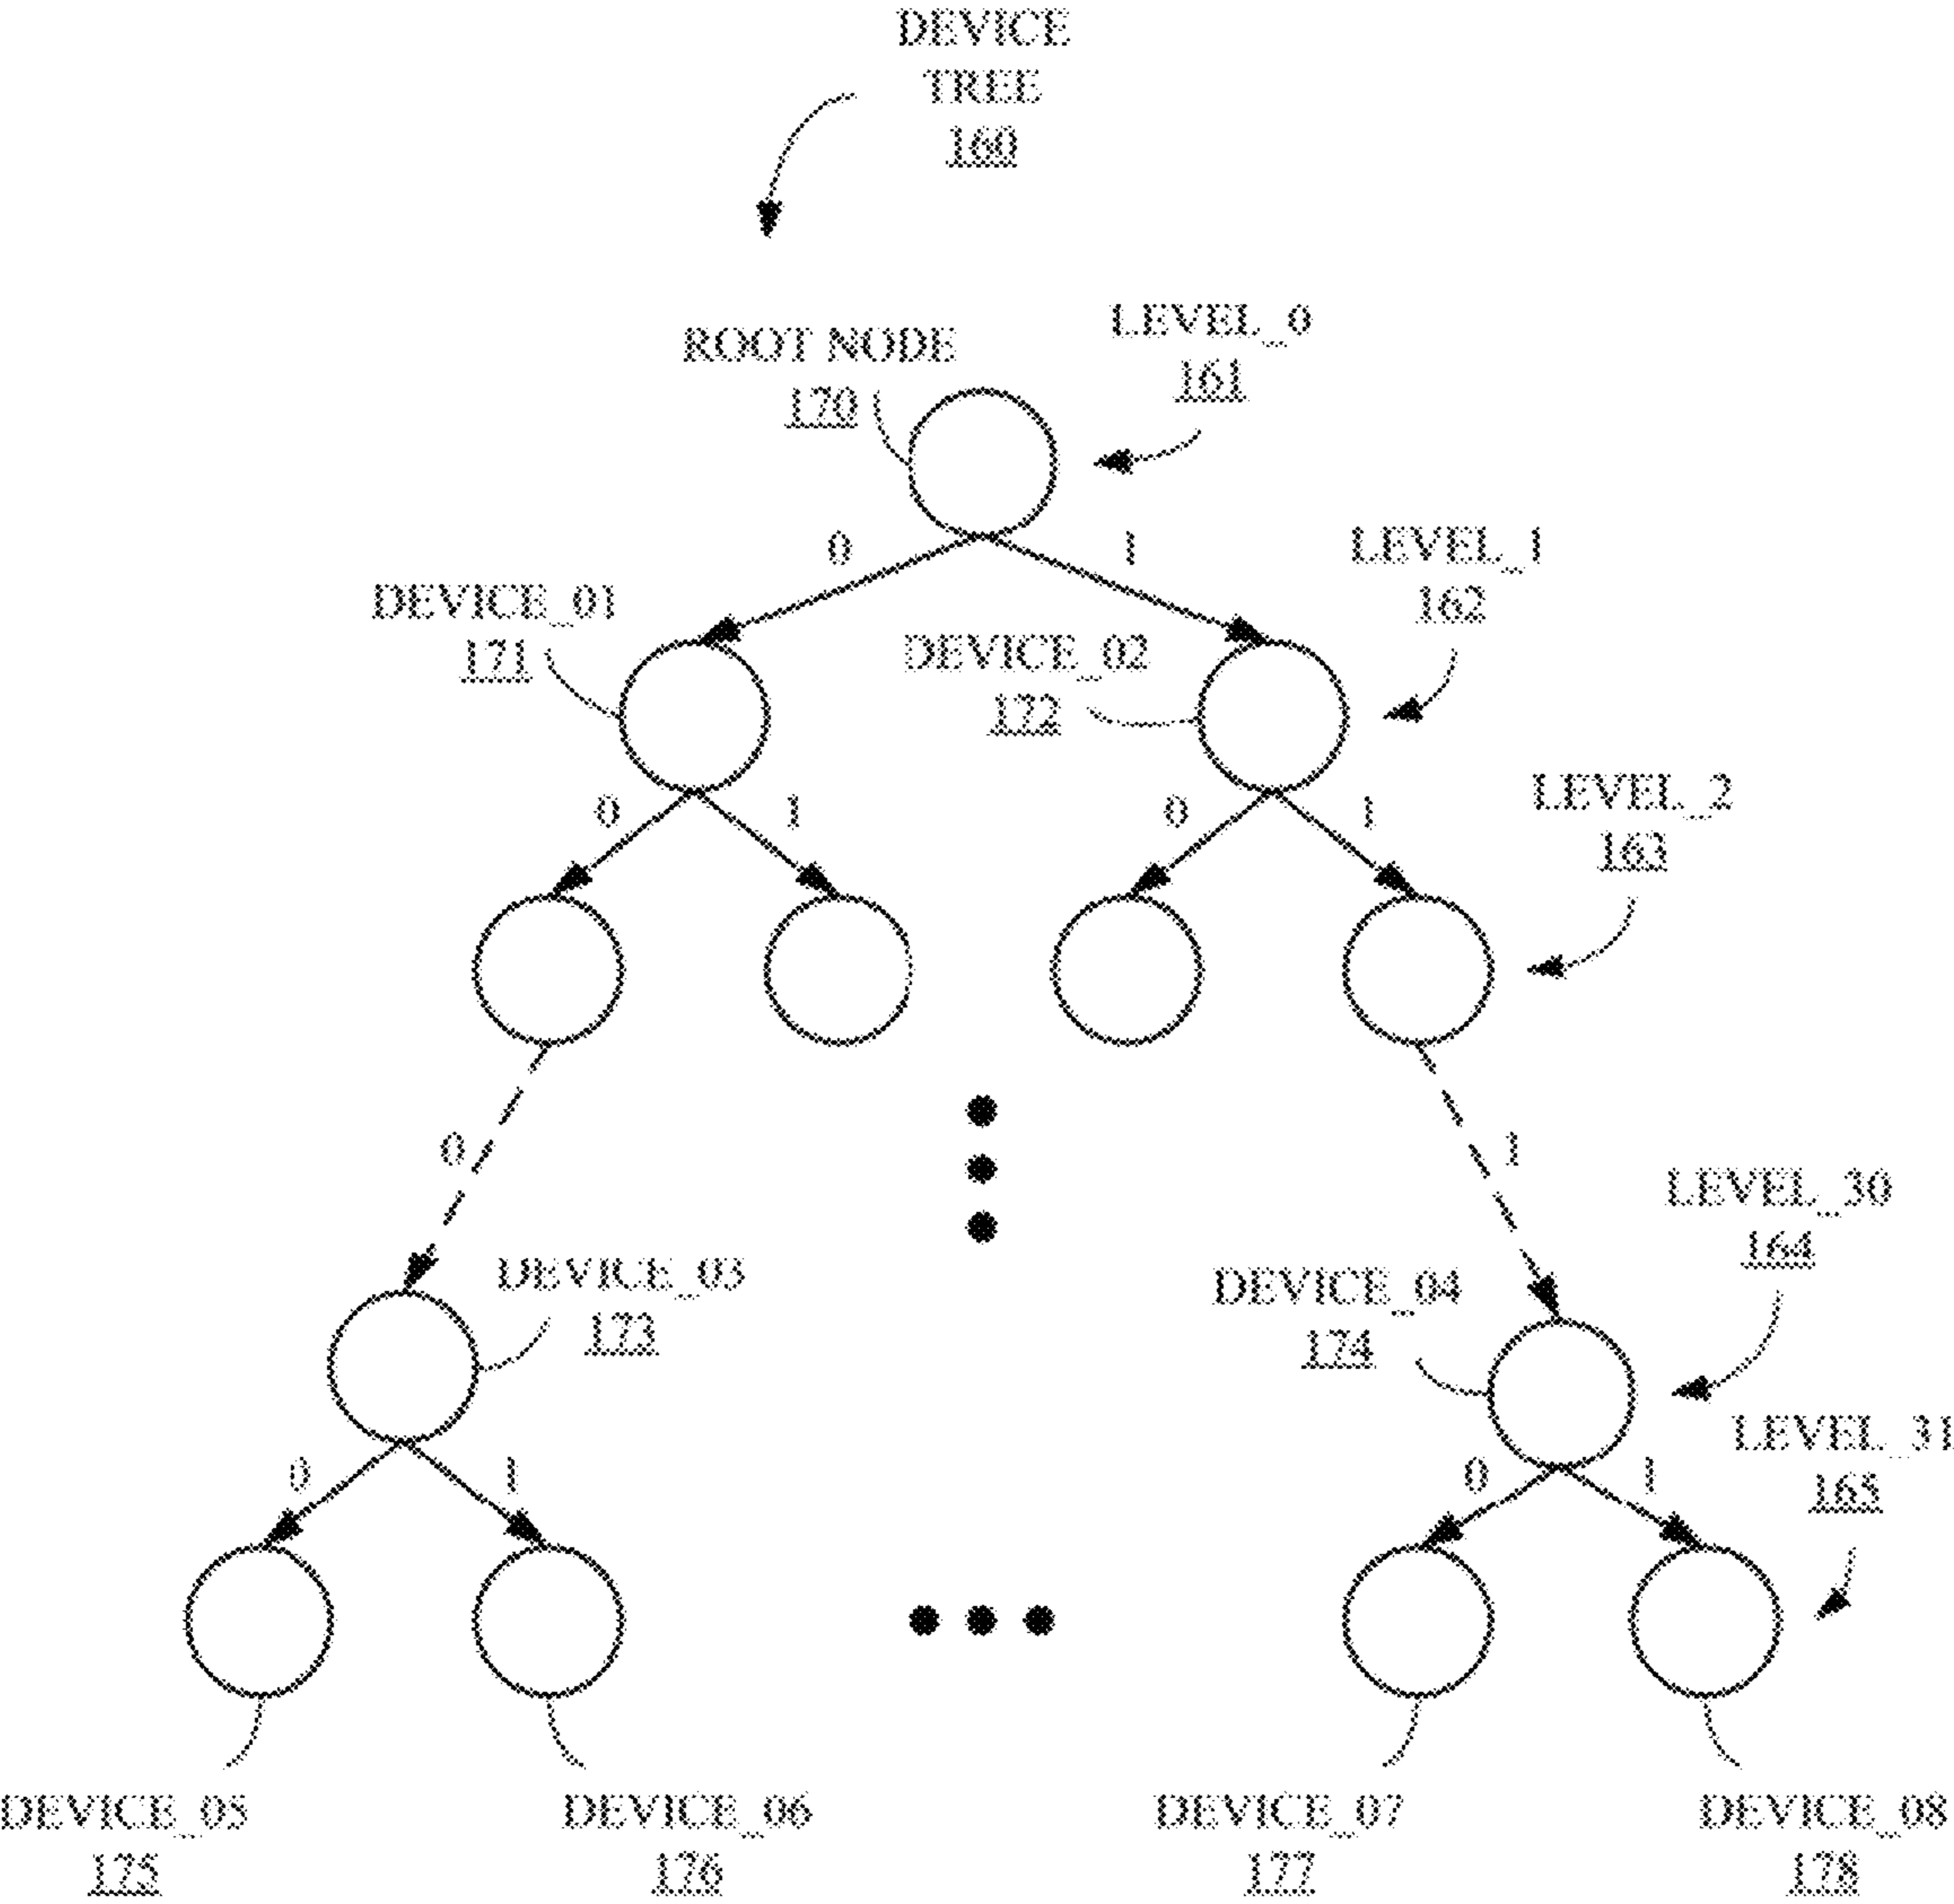 DEVICE
TREE
160
ROOT NODE
170
LEVEL_0
161
0
1
DEVICE_01
171
DEVICE_02
172
LEVEL_1
162
0
1
0
1
LEVEL_2
163
0
1
DEVICE_03
173
DEVICE_04
174
LEVEL_30
164
0
1
0
1
LEVEL_31
165
DEVICE_05
175
DEVICE_06
176
DEVICE_07
177
DEVICE_08
178